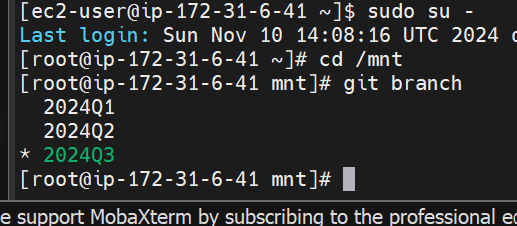 [ec2-user@ip-172-31-6-41 ~]$ sudo su -
Last login: Sun Nov 10 14:08:16 UTC 2024
[root@ip-172-31-6-41 ~]# cd /mnt
[root@ip-172-31-6-41 mnt]# git branch
  2024Q1
  2024Q2
* 2024Q3
[root@ip-172-31-6-41 mnt]#
support MobaXterm by subscribing to the professional